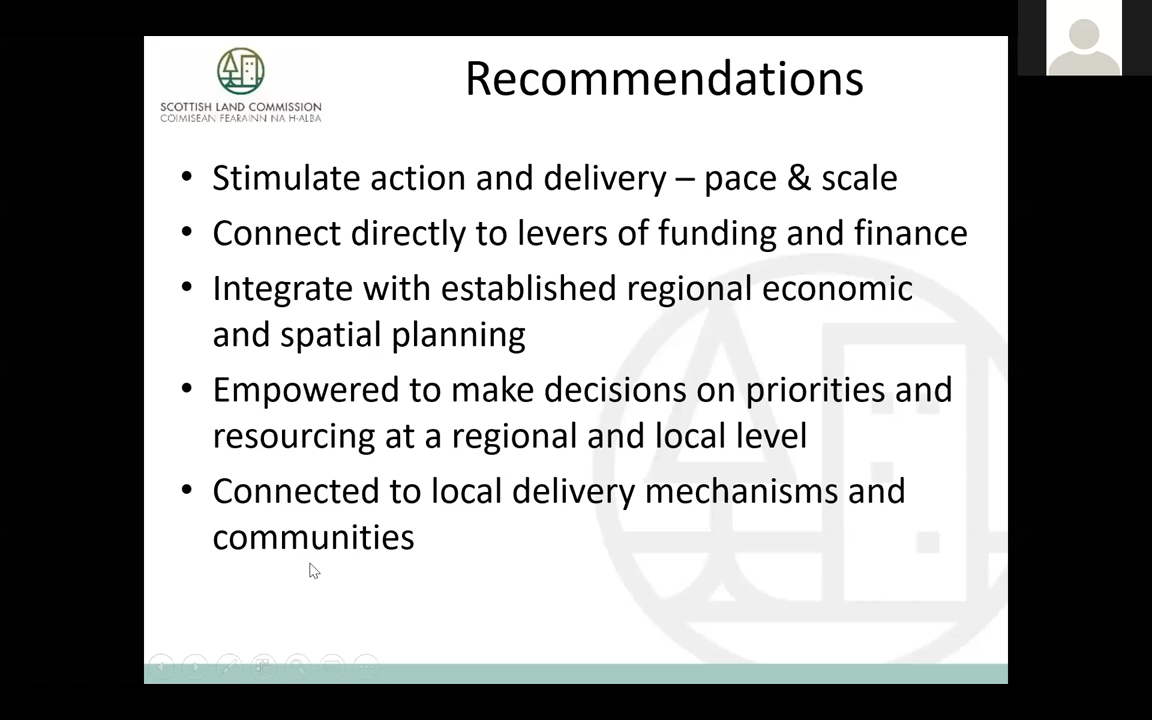 SCOTTISH LAND COMMISSION
COIMISEAN FEARAINN NA H-ALBA
Recommendations
• Stimulate action and delivery – pace & scale
• Connect directly to levers of funding and finance
• Integrate with established regional economic
and spatial planning
• Empowered to make decisions on priorities and
resourcing at a regional and local level
• Connected to local delivery mechanisms and
communities